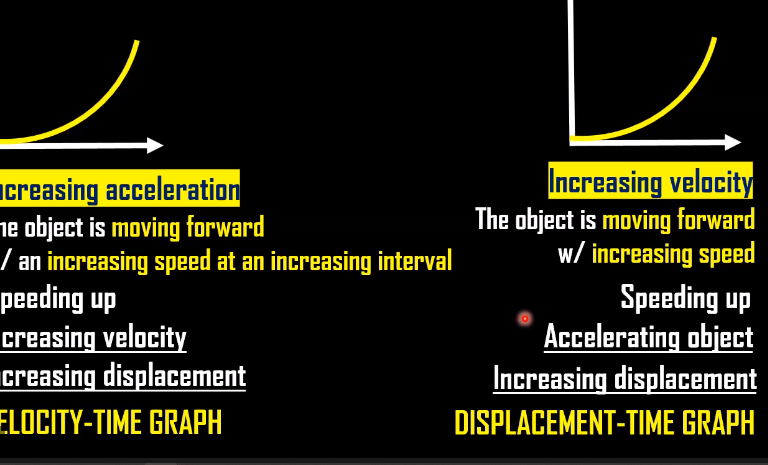 ncreasing acceleration
he object is moving forward
/ an increasing speed at an increasing interval
peeding up
creasing velocity
ncreasing displacement
ELOCITY-TIME GRAPH
Increasing velocity
The object is moving forward
w/ increasing speed
Speeding up
Accelerating object
Increasing displacement
DISPLACEMENT-TIME GRAPH